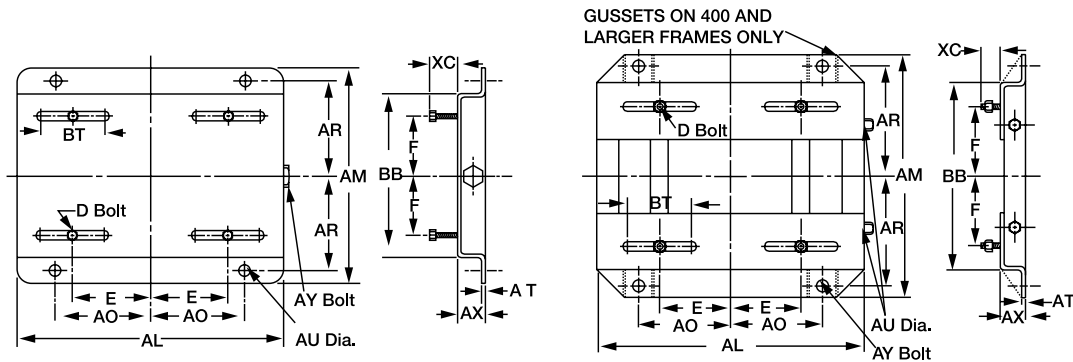 GUSSETS ON 400 AND
LARGER FRAMES ONLY
XC
BT
AR
AM
AR
D Bolt
E
E
AO
AO
AL
AY Bolt
AU Dia.
BB
F
F
AT
AX
D Bolt
BT
AR
AM
AR
E
E
AO
AO
AL
AU Dia.
AY Bolt
XC
BB
F
F
AT
AX